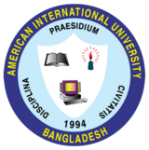 AMERICAN INTERNATIONAL UNIVERSITY
PRAESIDIUM
DISCIPLINA
CIVITATIS
1994
BANGLADESH